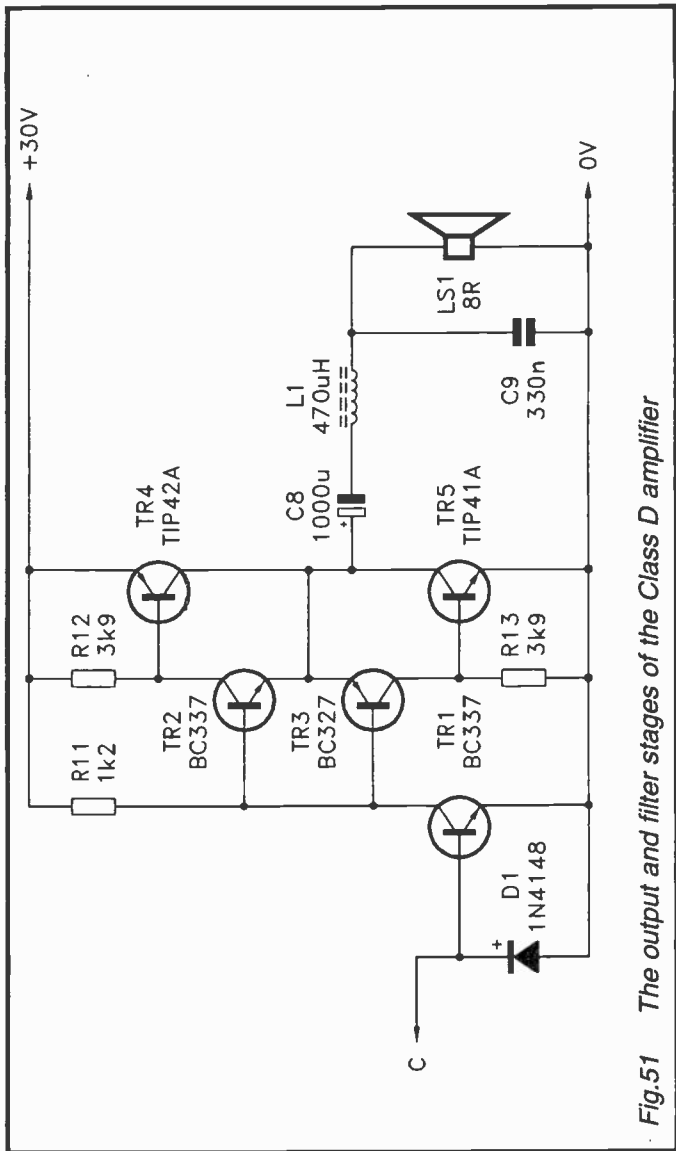 +30V
R11
1k2
R12
3k9
TR4
TIP42A
TR2
BC337
TR3
BC327
C8
1000u
+
L1
470uH
LS1
8R
TR1
BC337
R13
3k9
TR5
TIP41A
C9
330n
D1
1N4148
+
C
0V
Fig.51 The output and filter stages of the Class D amplifier